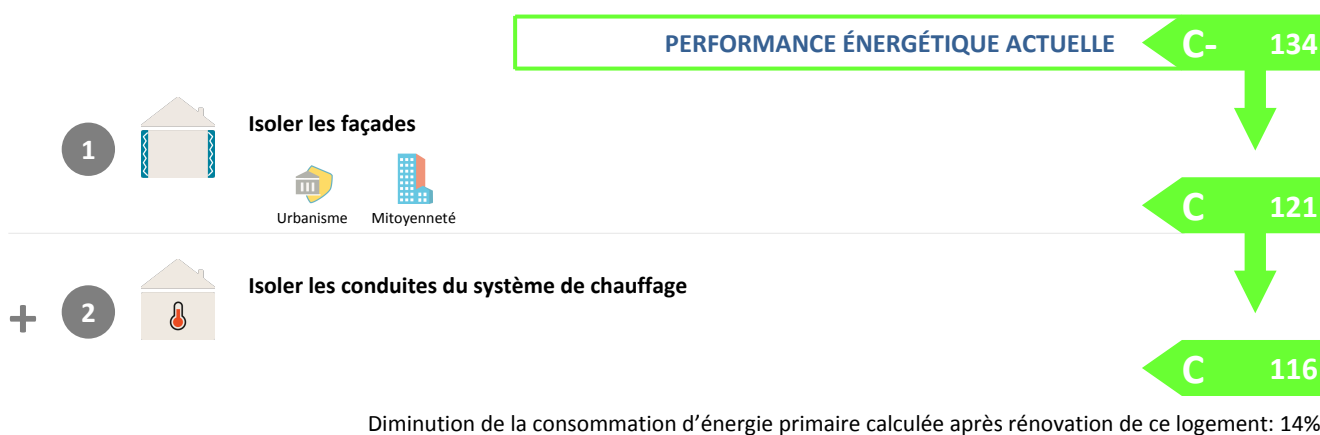 PERFORMANCE ÉNERGÉTIQUE ACTUELLE C- 134
1 Isoler les façades
Urbanisme Mitoyenneté
C 121
+ 2 Isoler les conduites du système de chauffage
C 116
Diminution de la consommation d'énergie primaire calculée après rénovation de ce logement: 14%